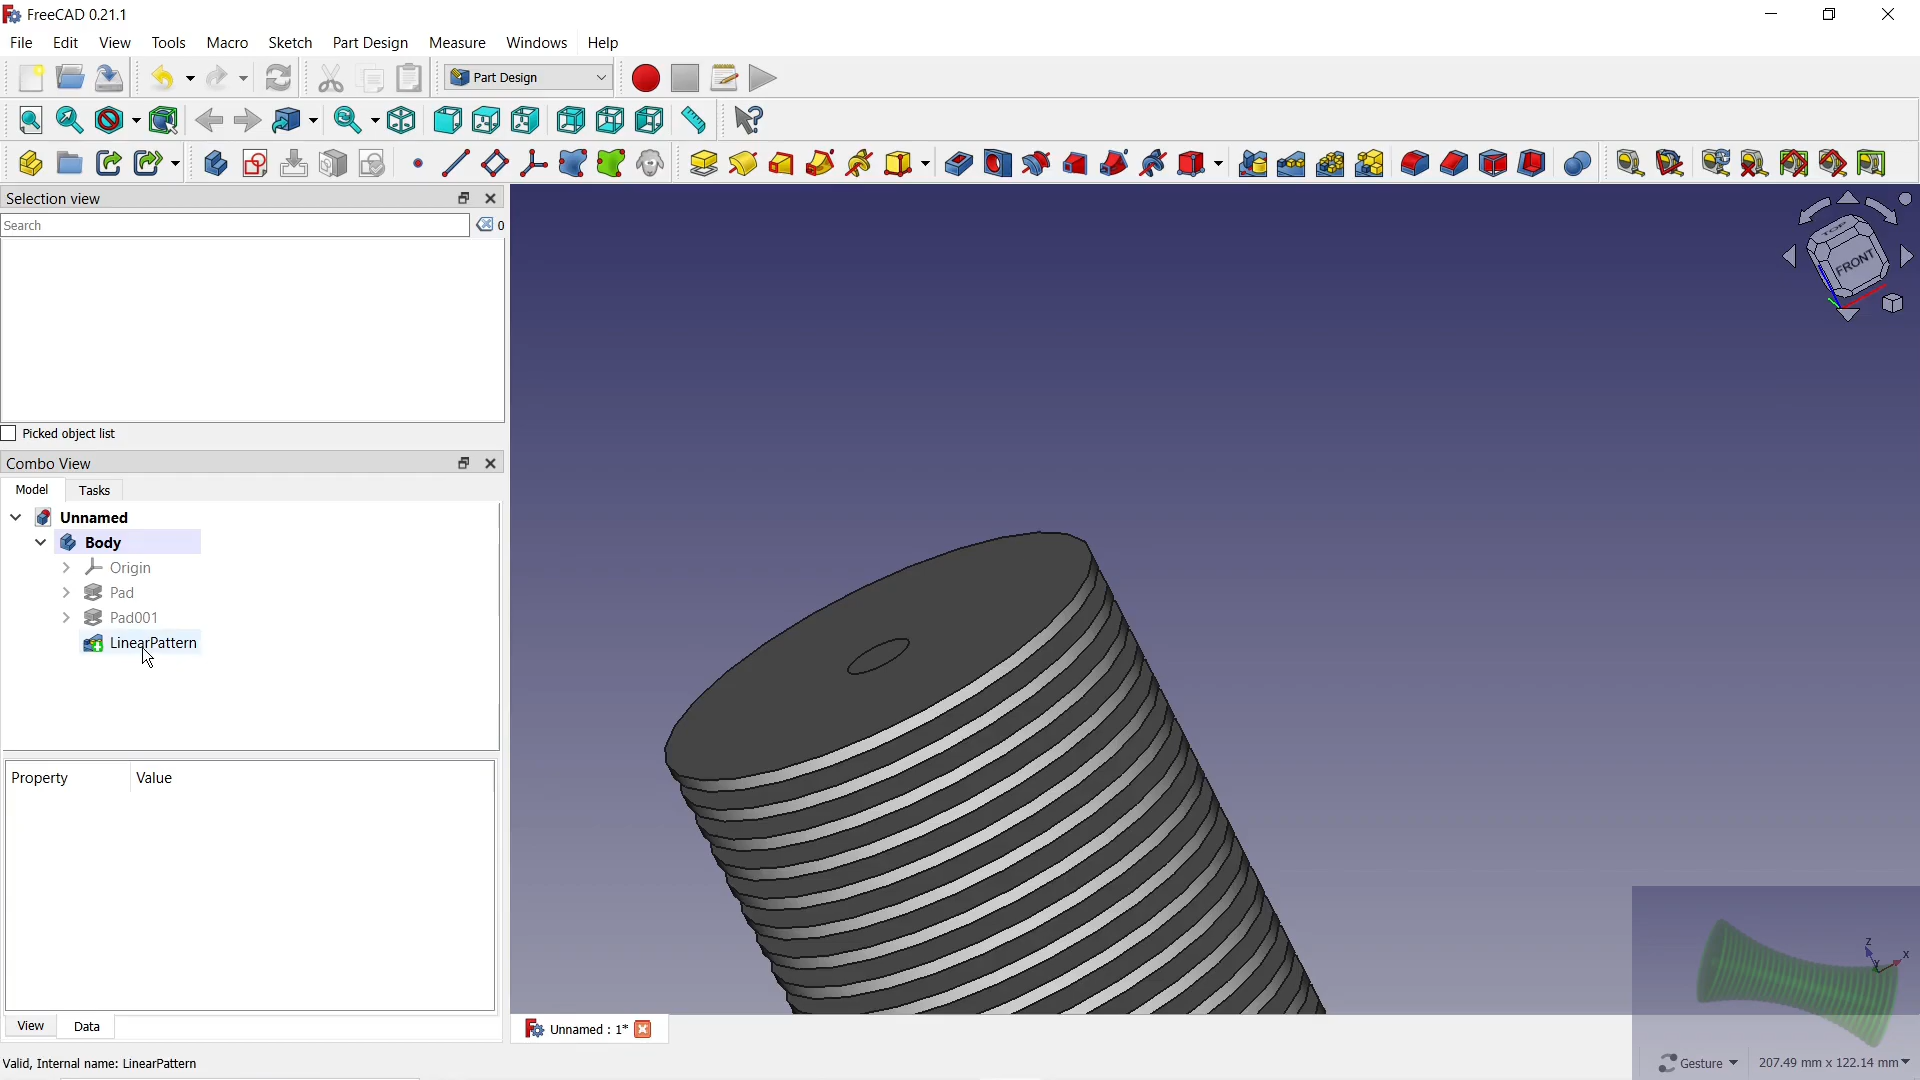 FreeCAD 0.21.1
File Edit View Tools Macro Sketch Part Design Measure Windows Help
Part Design
Selection view
Search
0
Picked object list
Combo View
Model Tasks
Unnamed
Body
Origin
Pad
Pad001
LinearPattern
Property Value
View Data
Valid, Internal name: LinearPattern
TOP
FRONT
Unnamed : 1*
Z
X
Y
Gesture 207.49 mm x 122.14 mm